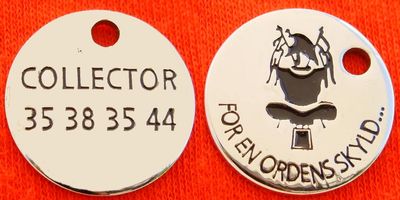 COLLECTOR
35 38 35 44
FOR EN ORDENS SKYLD...